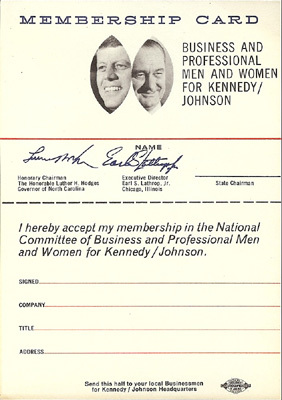 MEMBERSHIP CARD
BUSINESS AND
PROFESSIONAL
MEN AND WOMEN
FOR KENNEDY/
JOHNSON
NAME
Honorary Chairman
The Honorable Luther H. Hodges
Governor of North Carolina
Executive Director
Earl S. Lathrop, Jr.
Chicago, Illinois
State Chairman
I hereby accept my membership in the National
Committee of Business and Professional Men
and Women for Kennedy/Johnson.
SIGNED
COMPANY
TITLE
ADDRESS
Send this half to your local Businessmen
for Kennedy / Johnson Headquarters